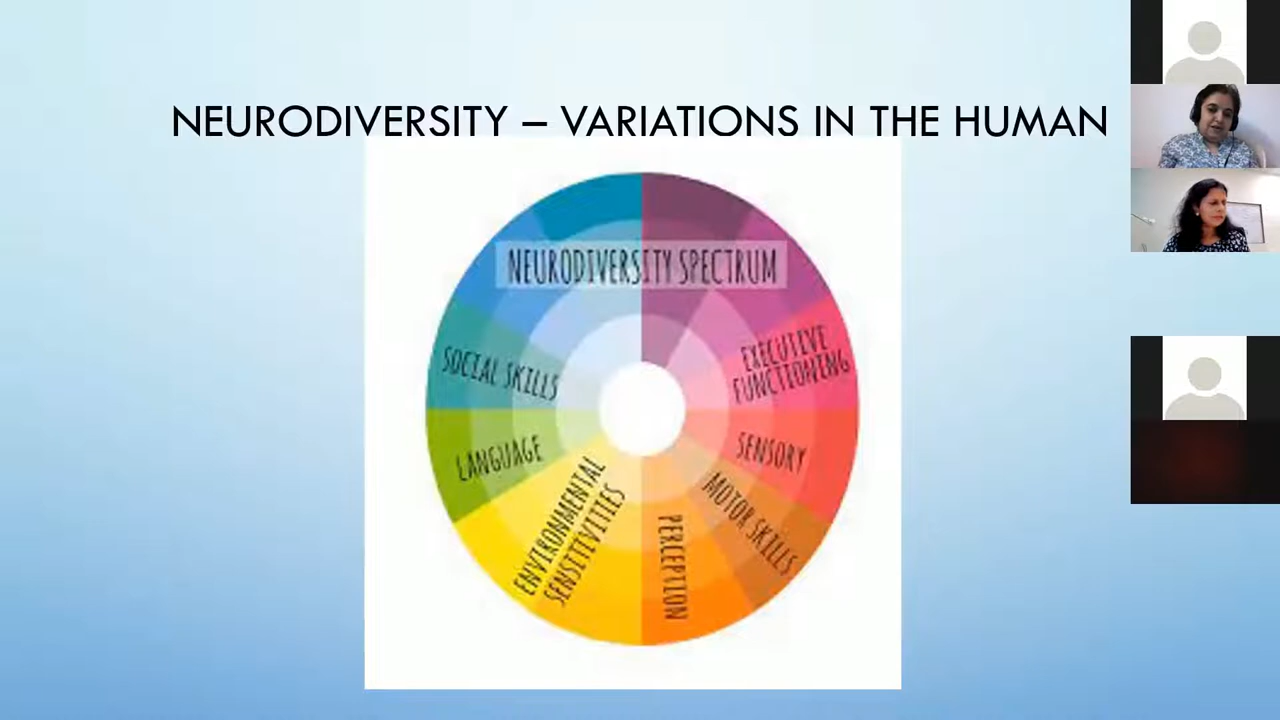 NEURODIVERSITY – VARIATIONS IN THE HUMAN
NEURODIVERSITY SPECTRUM
SOCIAL SKILLS
EXECUTIVE
FUNCTIONING
LANGUAGE
SENSORY
ENVIRONMENTAL
SENSITIVITIES
PERCEPTION
MOTOR SKILLS